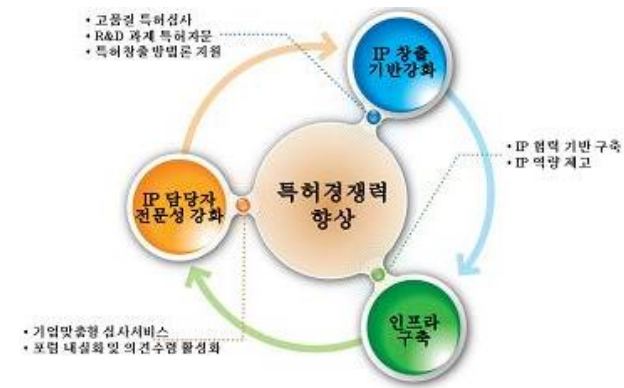 • 고품질 특허심사
• R&D 과제 특허자문
• 특허창출 방법론 지원
IP 창출
기반강화
• IP 협력 기반 구축
• IP 역량 제고
특허경쟁력
향상
IP 담당자
전문성 강화
인프라
구축
• 기업맞춤형 심사서비스
• 포럼 내실화 및 의견수렴 활성화